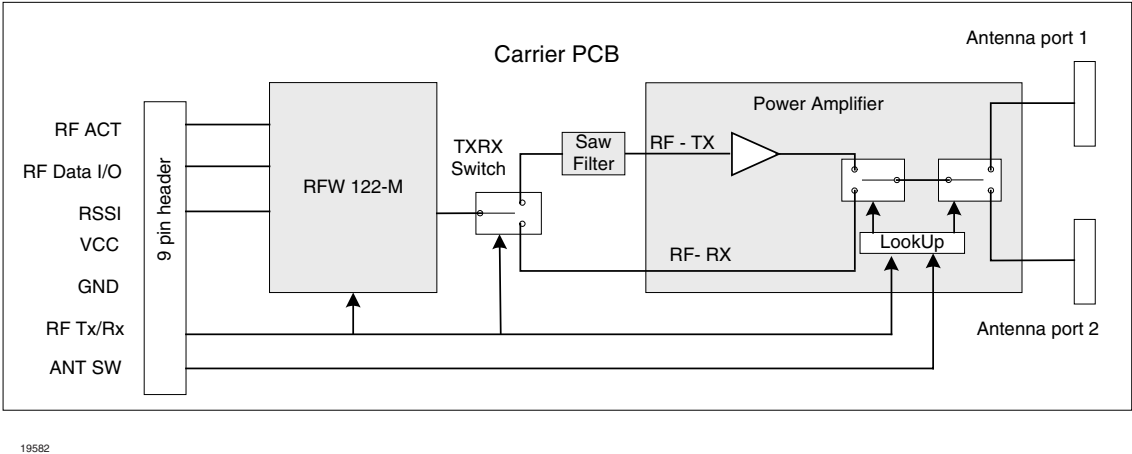 Carrier PCB
Antenna port 1
Power Amplifier
RF ACT
RF Data I/O
RSSI
VCC
GND
RF Tx/Rx
ANT SW
9 pin header
RFW 122-M
TXRX
Switch
Saw
Filter
RF - TX
RF- RX
LookUp
Antenna port 2
19582